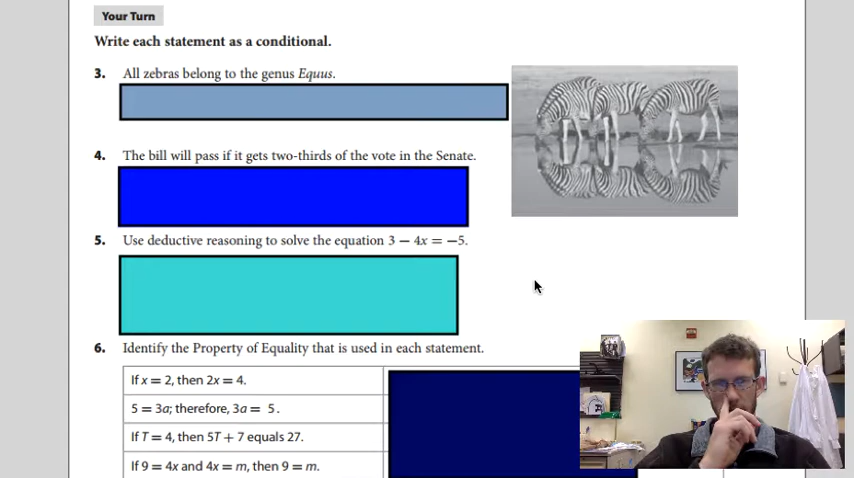 Your Turn
Write each statement as a conditional.
3. All zebras belong to the genus Equus.
4. The bill will pass if it gets two-thirds of the vote in the Senate.
5. Use deductive reasoning to solve the equation 3 − 4x = −5.
6. Identify the Property of Equality that is used in each statement.
If x = 2, then 2x = 4.
5 = 3a; therefore, 3a = 5.
If T = 4, then 5T + 7 equals 27.
If 9 = 4x and 4x = m, then 9 = m.